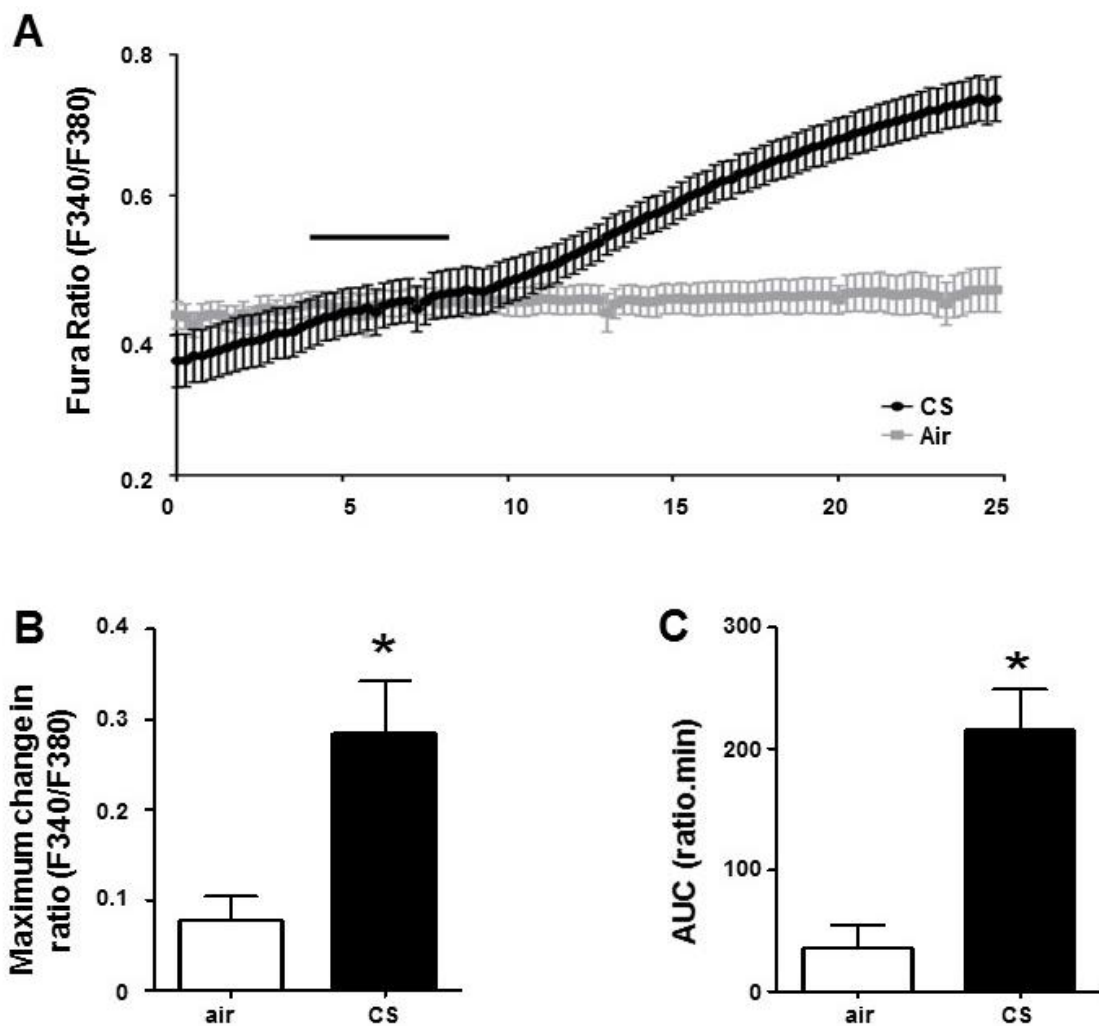 A
Fura Ratio (F340/F380)
0.8
0.6
0.4
0.2
0 5 10 15 20 25
CS
Air
B
Maximum change in
ratio (F340/F380)
0.4
0.3
0.2
0.1
0
*
air CS
C
AUC (ratio.min)
300
200
100
0
*
air CS